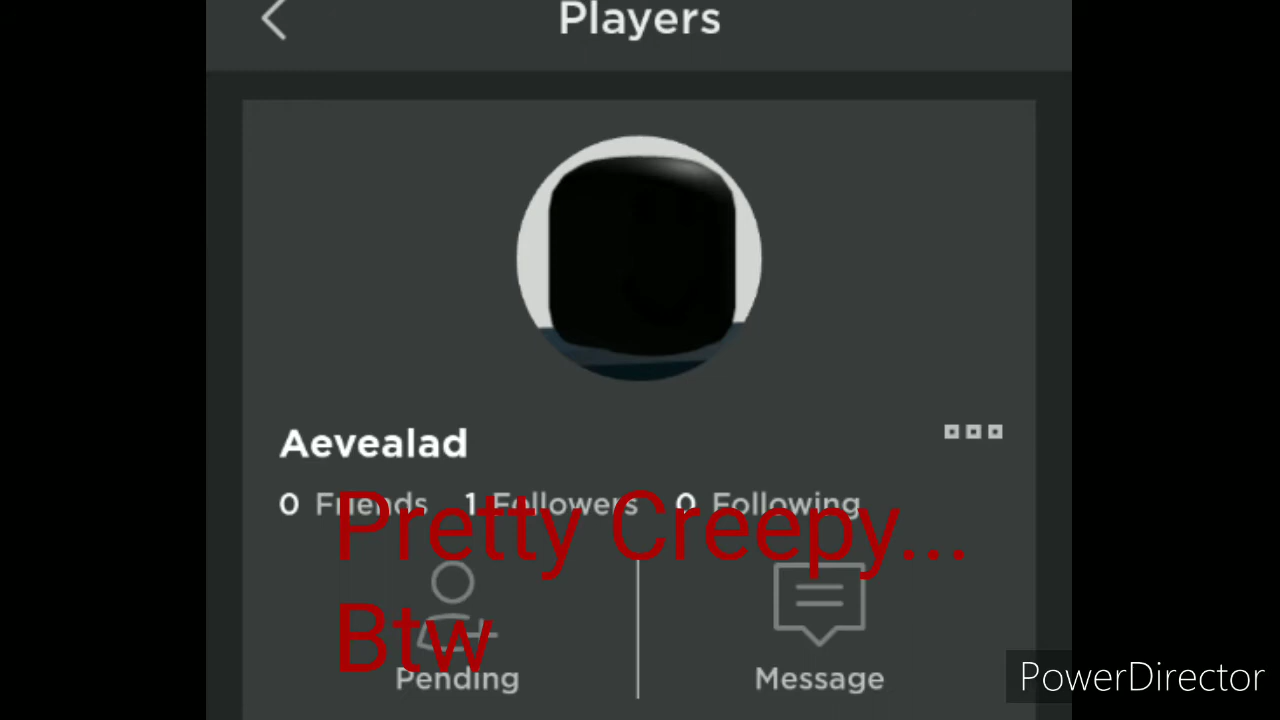 Players
Aevealad
0 Friends 1 Followers 0 Following
Pretty Creepy...
Btw
Pending Message
PowerDirector